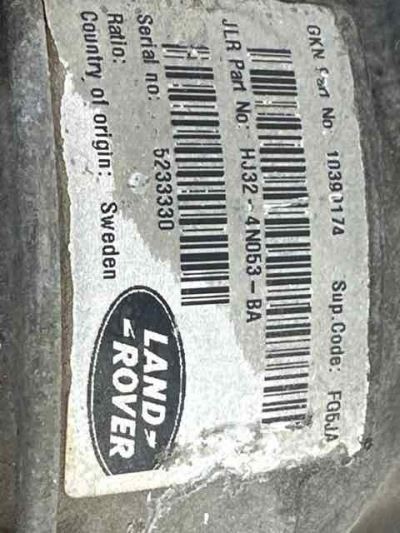 GKN Part No: 10390174 Sup.Code: FQ5JA
JLR Part No: HJ32-4N053-BA
Serial no: 5233330
Ratio:
Country of origin: Sweden
LAND-
-ROVER